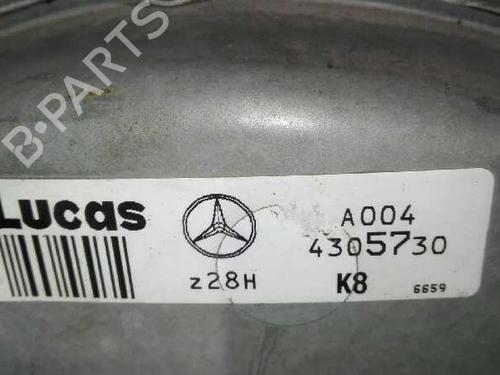 B-PARTS
Lucas
A004
4305730
z28H
K8
6659